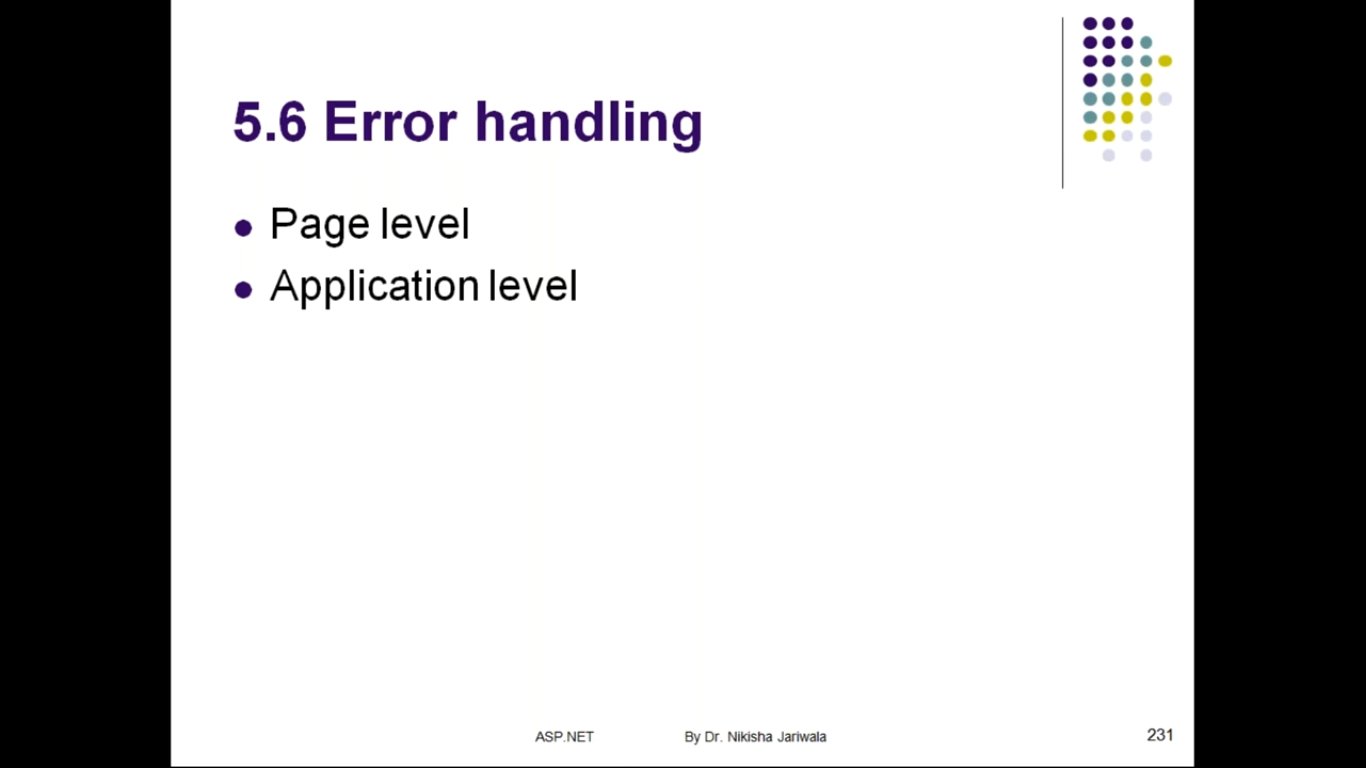 5.6 Error handling
● Page level
● Application level
ASP.NET By Dr. Nikisha Jariwala 231